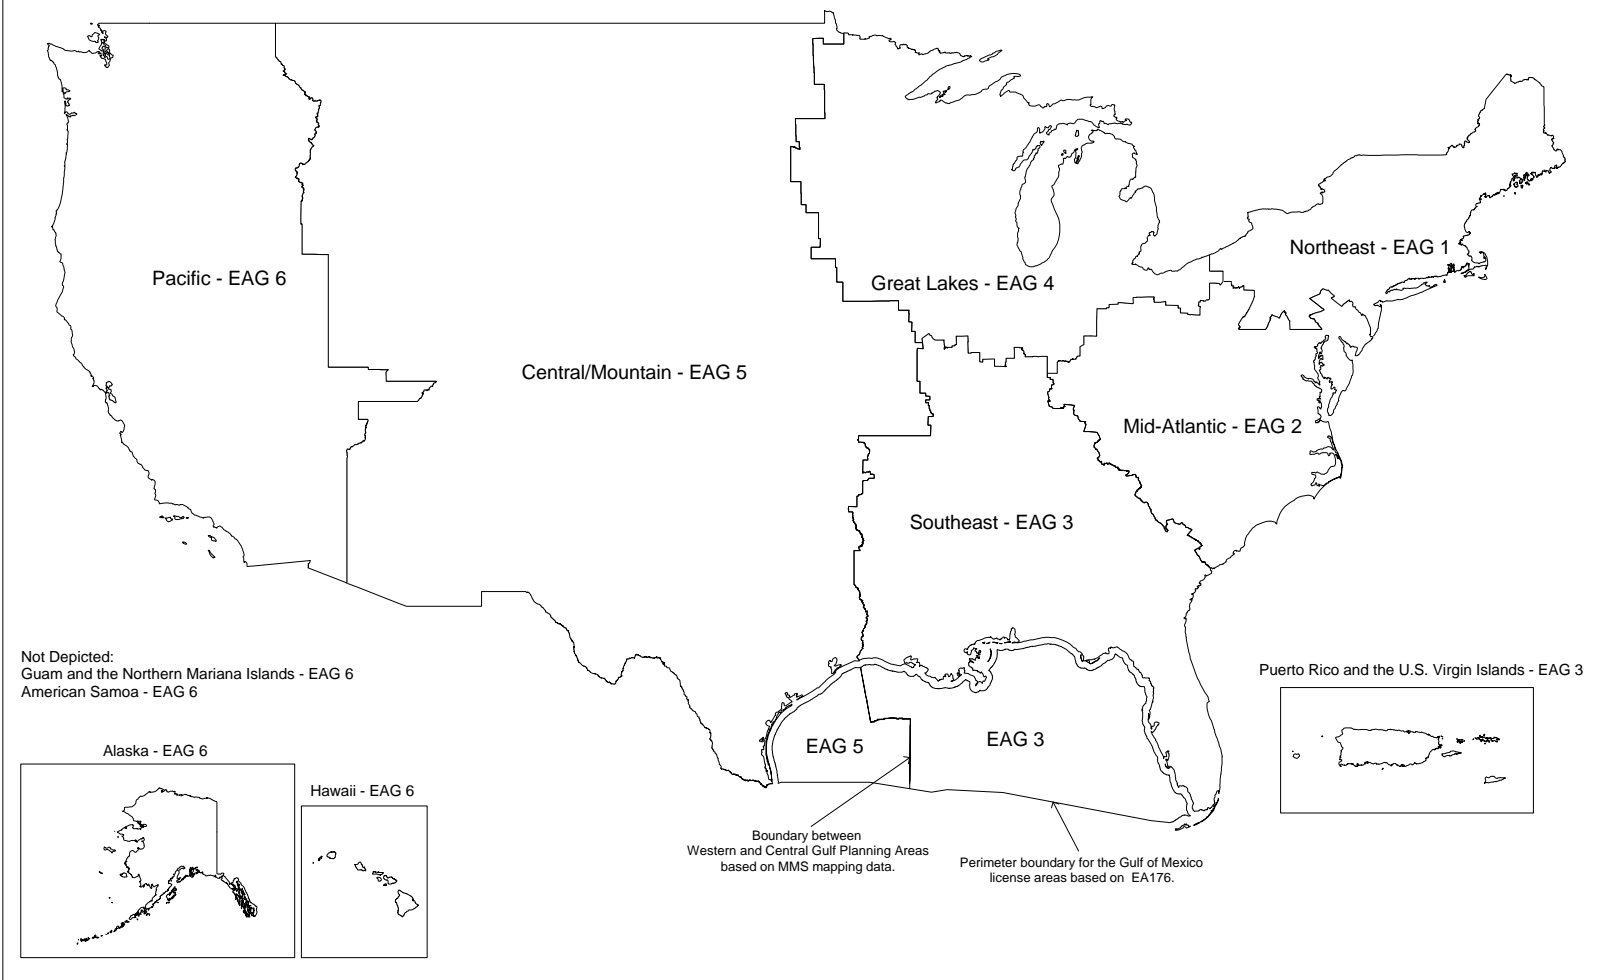 Northeast - EAG 1
Pacific - EAG 6
Great Lakes - EAG 4
Central/Mountain - EAG 5
Mid-Atlantic - EAG 2
Southeast - EAG 3
Not Depicted:
Guam and the Northern Mariana Islands - EAG 6
American Samoa - EAG 6
Puerto Rico and the U.S. Virgin Islands - EAG 3
EAG 5
EAG 3
Alaska - EAG 6
Hawaii - EAG 6
Boundary between
Western and Central Gulf Planning Areas
based on MMS mapping data.
Perimeter boundary for the Gulf of Mexico
license areas based on EA176.